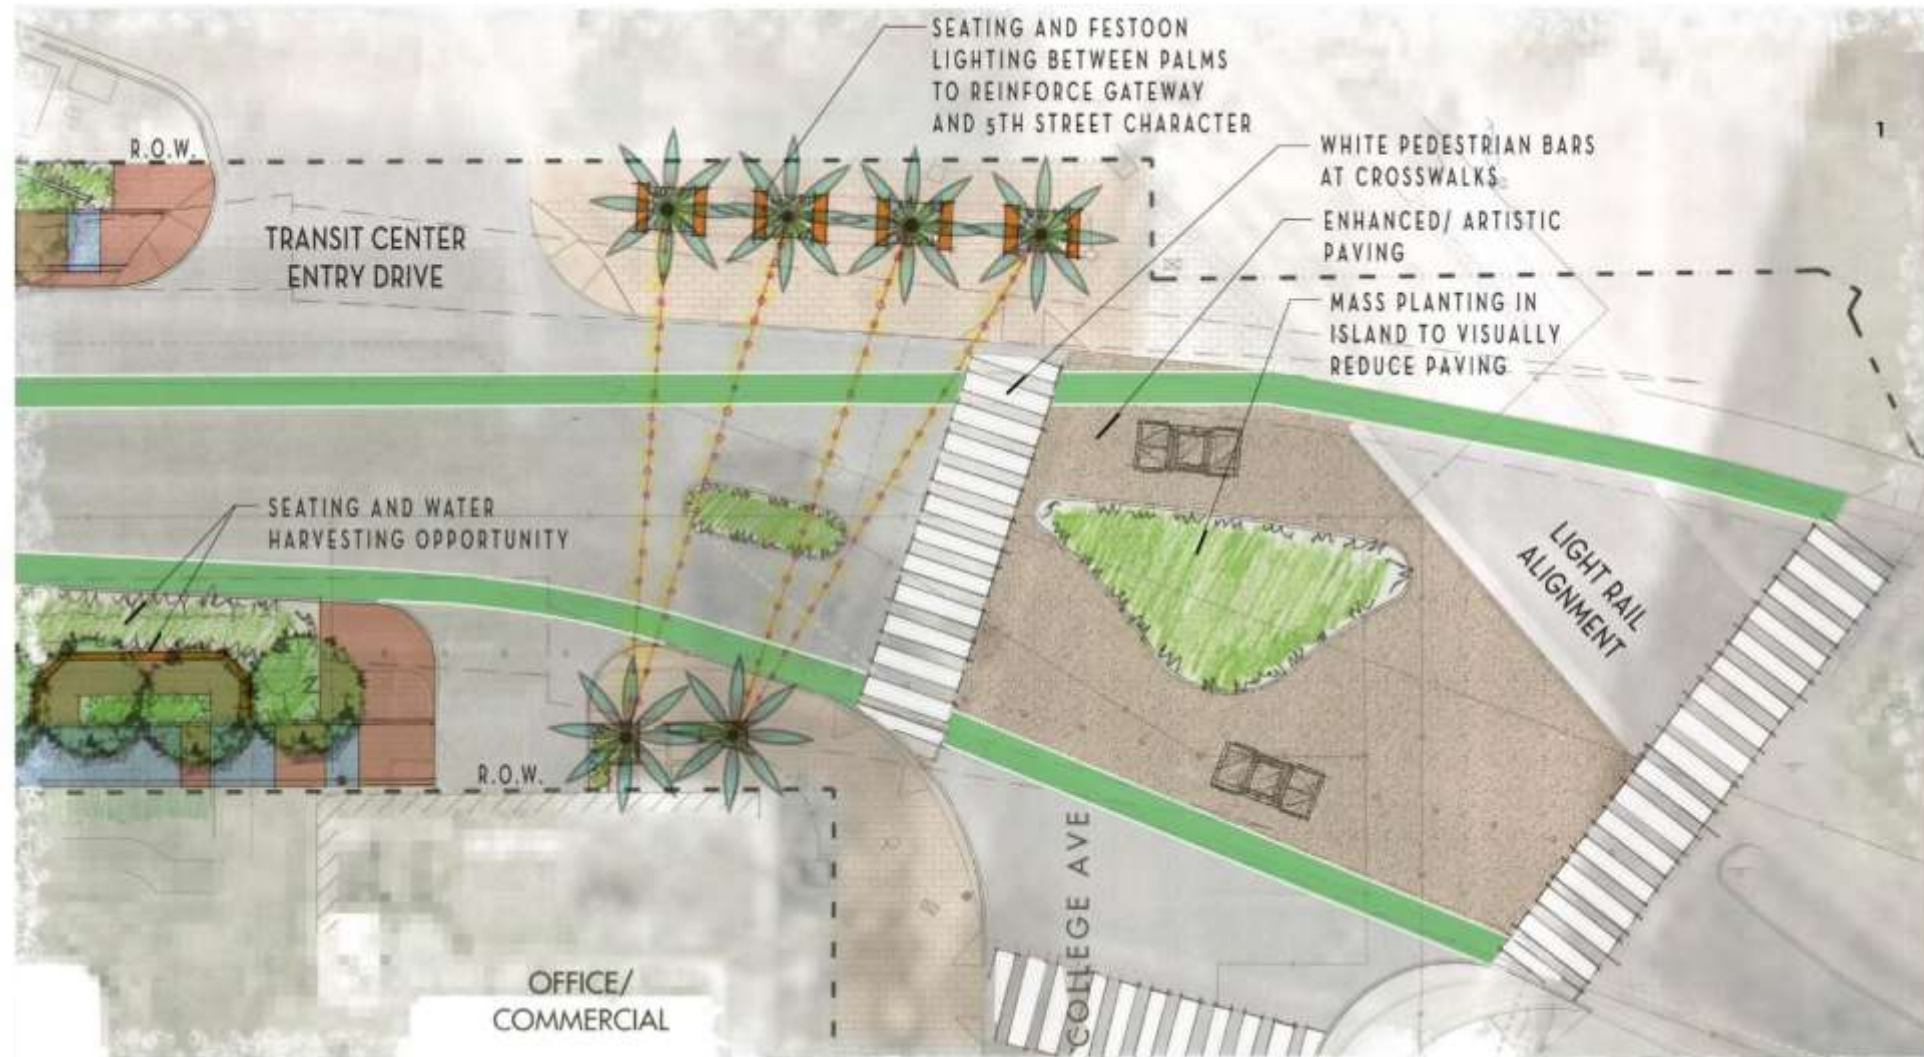 SEATING AND FESTOON
LIGHTING BETWEEN PALMS
TO REINFORCE GATEWAY
AND 5TH STREET CHARACTER
WHITE PEDESTRIAN BARS
AT CROSSWALKS
1
R.O.W.
ENHANCED/ ARTISTIC
PAVING
TRANSIT CENTER
ENTRY DRIVE
MASS PLANTING IN
ISLAND TO VISUALLY
REDUCE PAVING
SEATING AND WATER
HARVESTING OPPORTUNITY
LIGHT RAIL
ALIGNMENT
R.O.W.
COLLEGE AVE
OFFICE/
COMMERCIAL